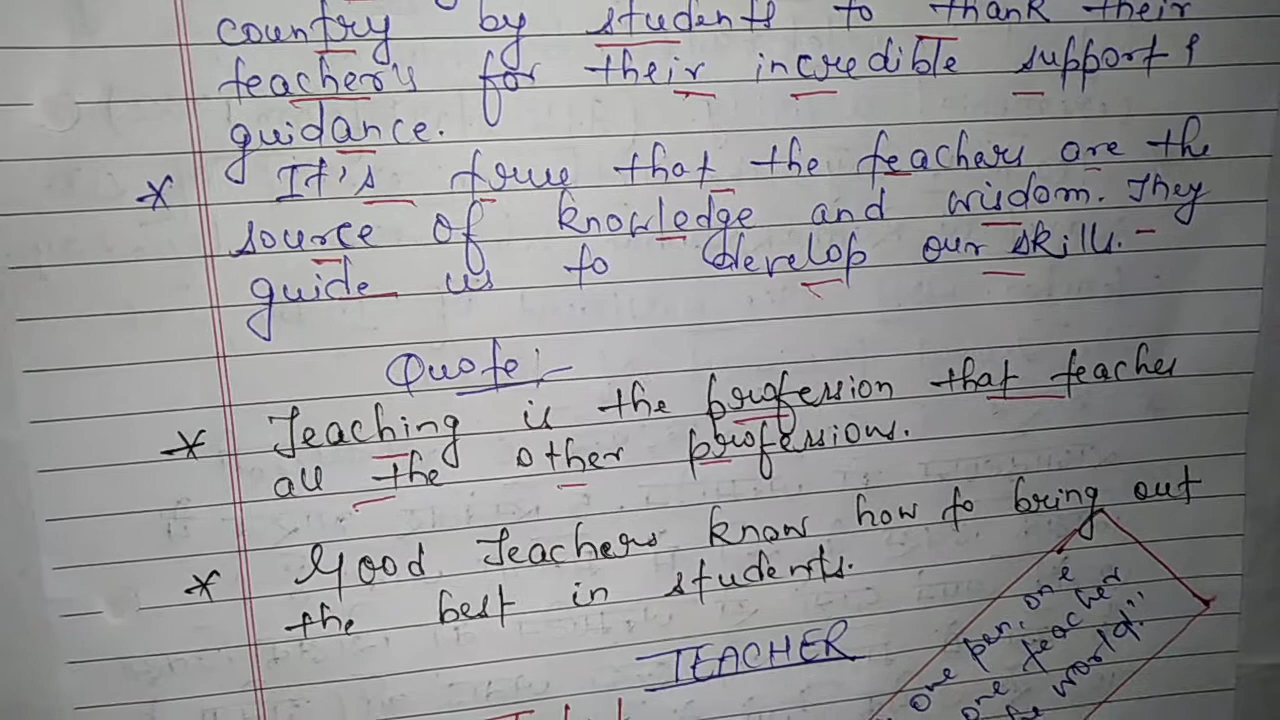 country by students to thank their
teachers for their incredible support &
guidance.
* It's true that the teachers are the
source of knowledge and wisdom. They
guide us to develop our skills.
Quote:-
* Teaching is the profession that teaches
all the other professions.
* Good Teachers know how to bring out
the best in students.
TEACHER
one pen, one
one teacher
world"